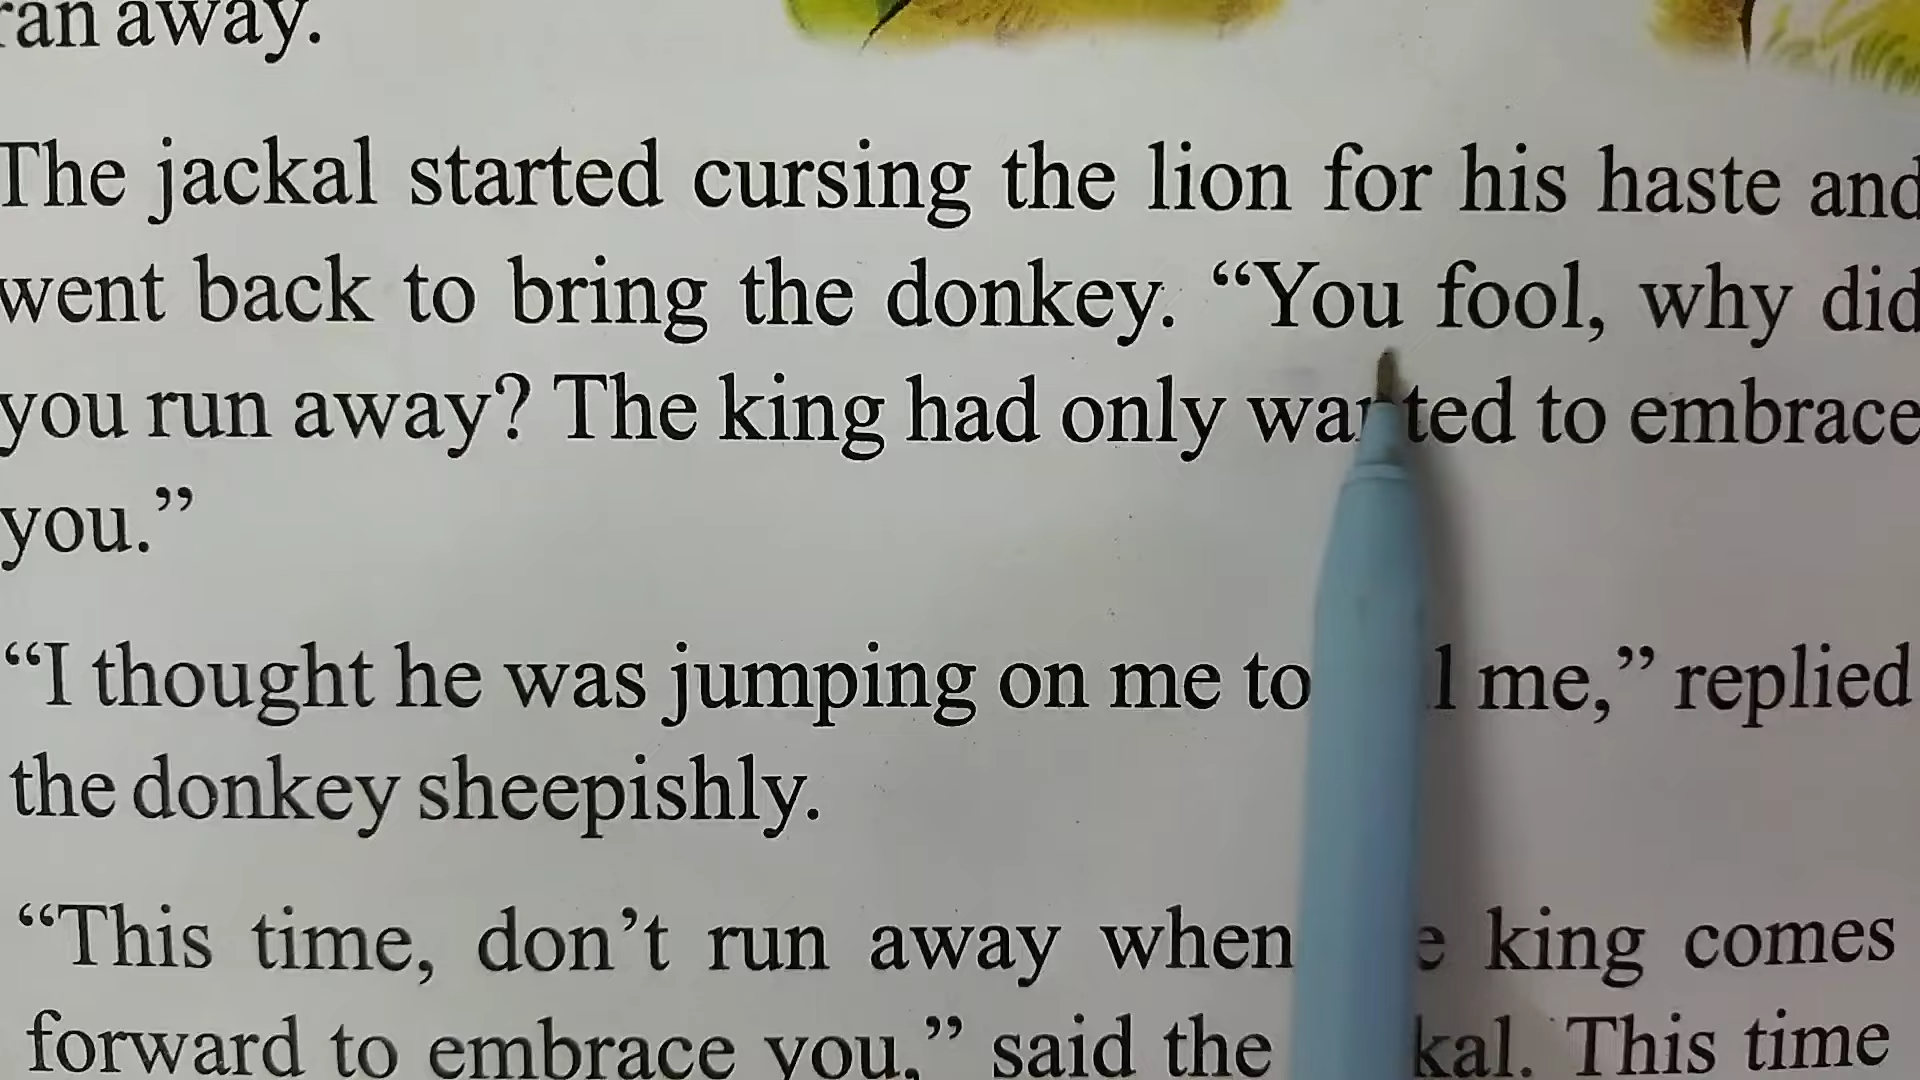 ran away.
The jackal started cursing the lion for his haste and
went back to bring the donkey. “You fool, why did
you run away? The king had only wanted to embrace
you.”
“I thought he was jumping on me to me,” replied
the donkey sheepishly.
“This time, don’t run away when king comes
forward to embrace you,” said the This time